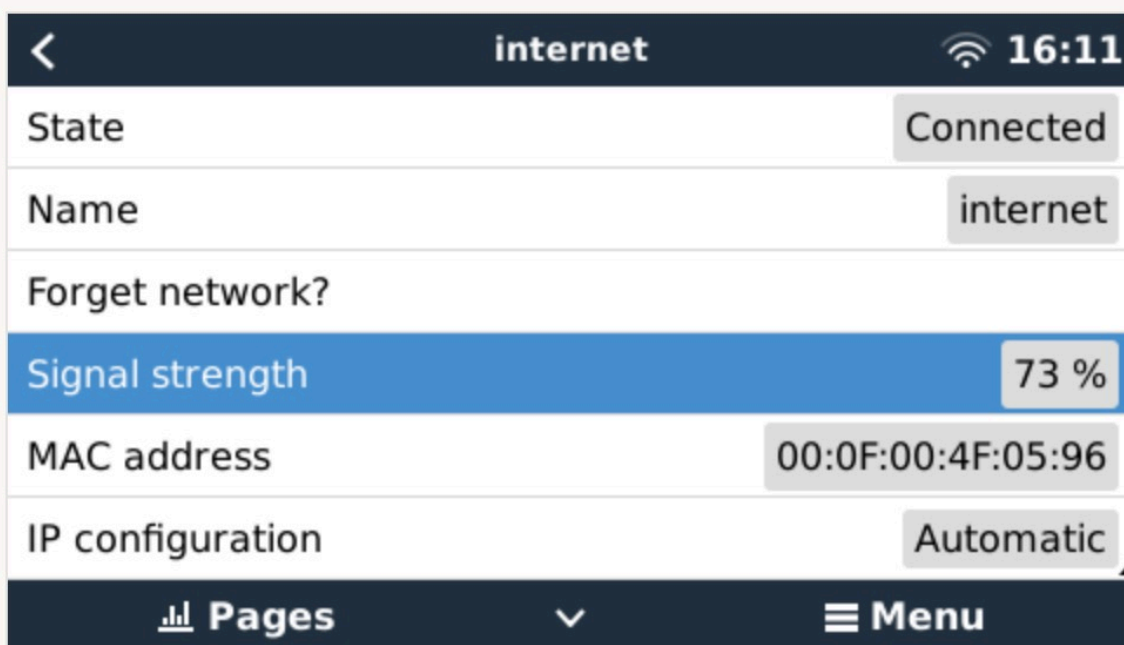 internet 16:11
State Connected
Name internet
Forget network?
Signal strength 73 %
MAC address 00:0F:00:4F:05:96
IP configuration Automatic
Pages Menu